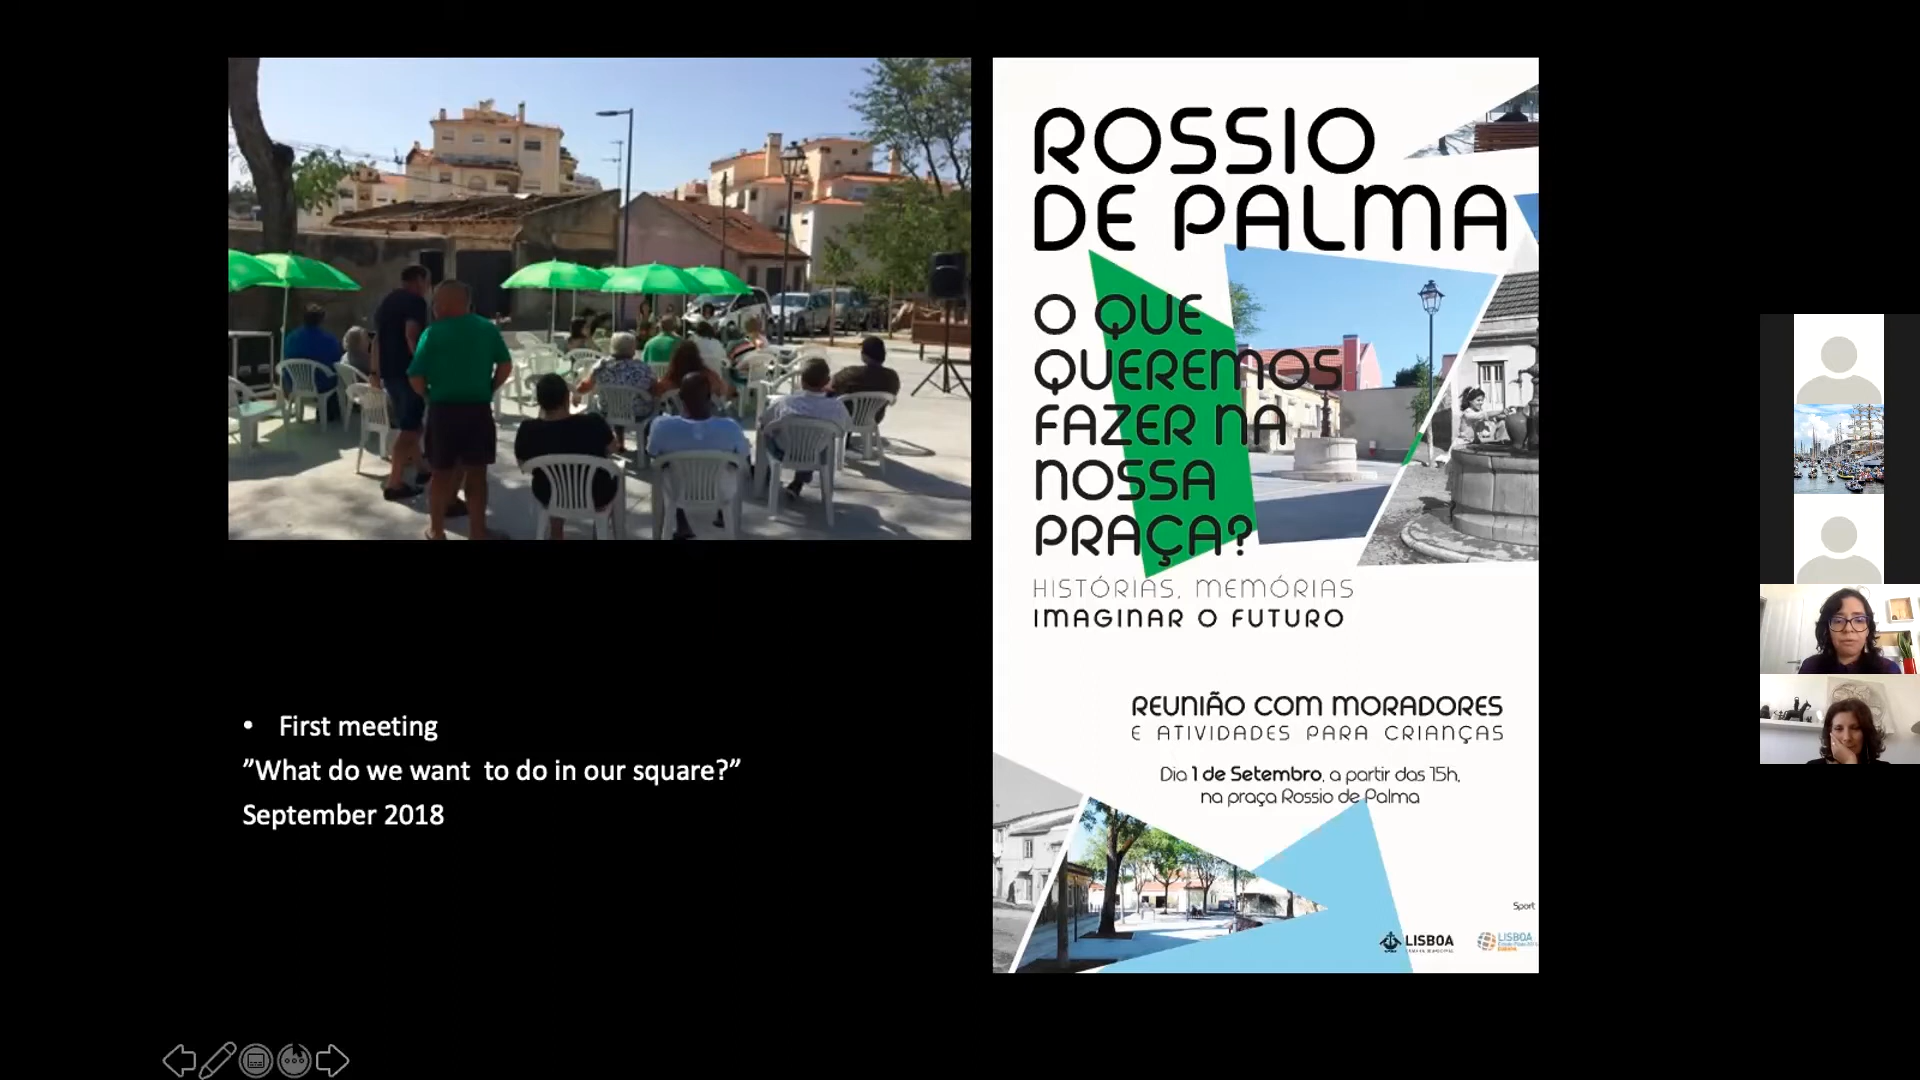 • First meeting
”What do we want to do in our square?”
September 2018
ROSSIO
DE PALMA
O QUE
QUEREMOS
FAZER NA
NOSSA
PRAÇA?
HISTÓRIAS, MEMÓRIAS
IMAGINAR O FUTURO
REUNIÃO COM MORADORES
E ATIVIDADES PARA CRIANÇAS
Dia 1 de Setembro, a partir das 15h,
na praça Rossio de Palma
Sport
LISBOA
LISBOA